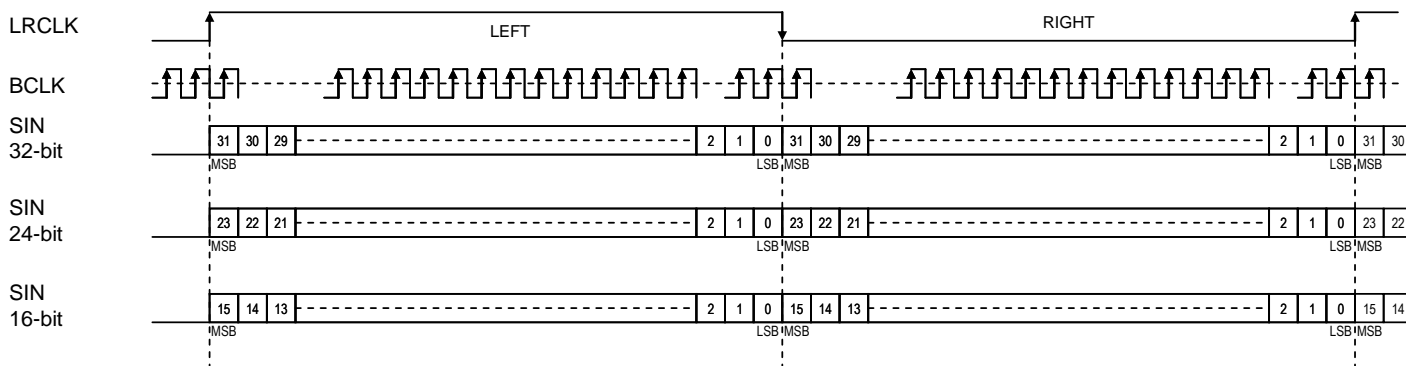 LRCLK
LEFT
RIGHT
BCLK
SIN
32-bit
31 30 29 2 1 0 31 30 29 2 1 0 31 30
MSB LSB MSB LSB MSB
SIN
24-bit
23 22 21 2 1 0 23 22 21 2 1 0 23 22
MSB LSB MSB LSB MSB
SIN
16-bit
15 14 13 2 1 0 15 14 13 2 1 0 15 14
MSB LSB MSB LSB MSB